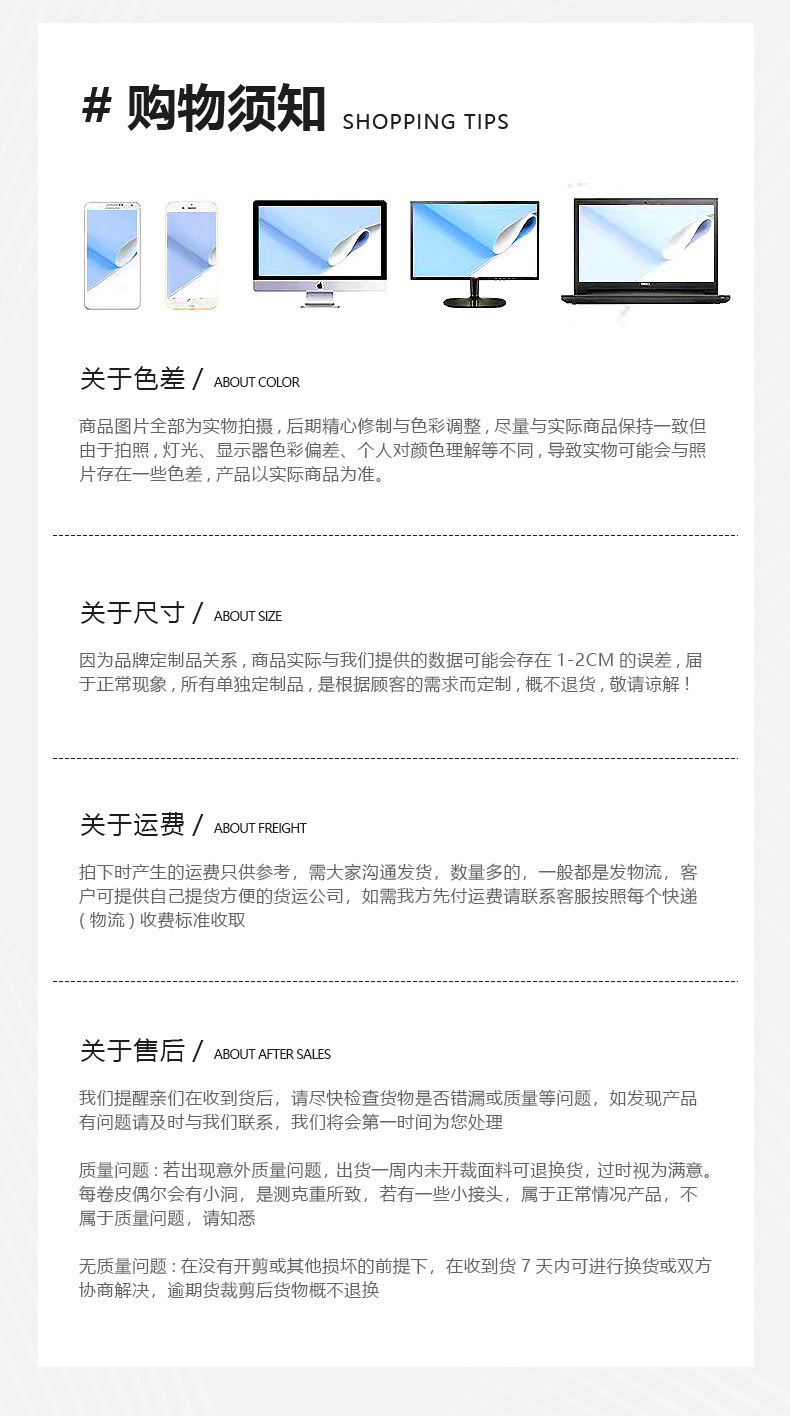 # 购物须知 SHOPPING TIPS
关于色差 / ABOUT COLOR
商品图片全部为实物拍摄,后期精心修制与色彩调整,尽量与实际商品保持一致但
由于拍照,灯光、显示器色彩偏差、个人对颜色理解等不同,导致实物可能会与照
片存在一些色差,产品以实际商品为准。
关于尺寸 / ABOUT SIZE
因为品牌定制品关系,商品实际与我们提供的数据可能会存在 1-2CM 的误差,届
于正常现象,所有单独定制品,是根据顾客的需求而定制,概不退货,敬请谅解!
关于运费 / ABOUT FREIGHT
拍下时产生的运费只供参考，需大家沟通发货，数量多的，一般都是发物流，客
户可提供自己提货方便的货运公司，如需我方先付运费请联系客服按照每个快递
(物流)收费标准收取
关于售后 / ABOUT AFTER SALES
我们提醒亲们在收到货后，请尽快检查货物是否错漏或质量等问题，如发现产品
有问题请及时与我们联系，我们将会第一时间为您处理
质量问题:若出现意外质量问题，出货一周内未开裁面料可退换货，过时视为满意。
每卷皮偶尔会有小洞，是测克重所致，若有一些小接头，属于正常情况产品，不
属于质量问题，请知悉
无质量问题:在没有开剪或其他损坏的前提下，在收到货 7 天内可进行换货或双方
协商解决，逾期货裁剪后货物概不退换